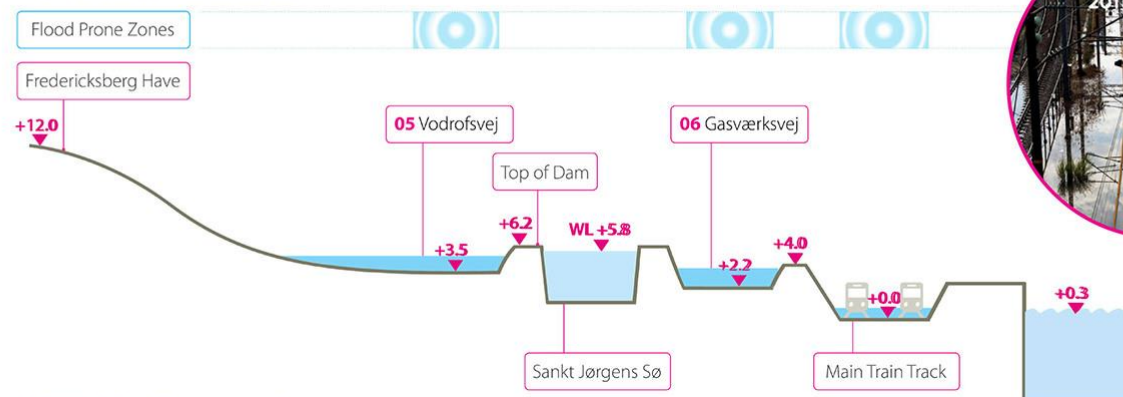 Flood Prone Zones
Fredericksberg Have
+12.0
05 Vodrofsvej
06 Gasværksvej
Top of Dam
+6.2
WL +5.8
+3.5
+2.2
+4.0
+0.0
+0.3
Sankt Jørgens Sø
Main Train Track